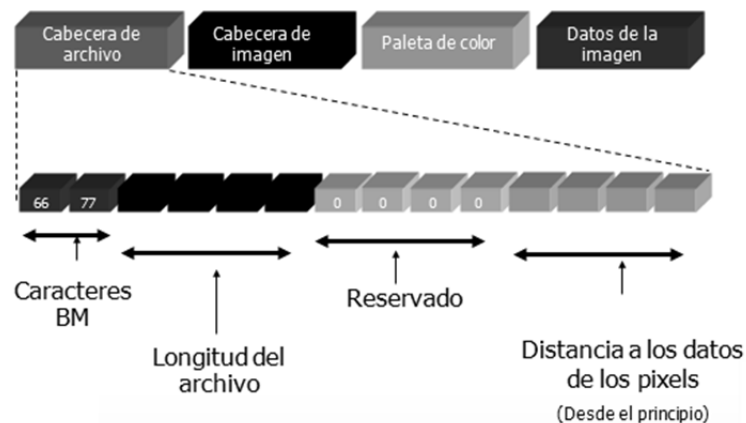 Cabecera de
archivo
Cabecera de
imagen
Paleta de color
Datos de la
imagen
66 77 0 0 0 0
Caracteres
BM
Longitud del
archivo
Reservado
Distancia a los datos
de los pixels
(Desde el principio)